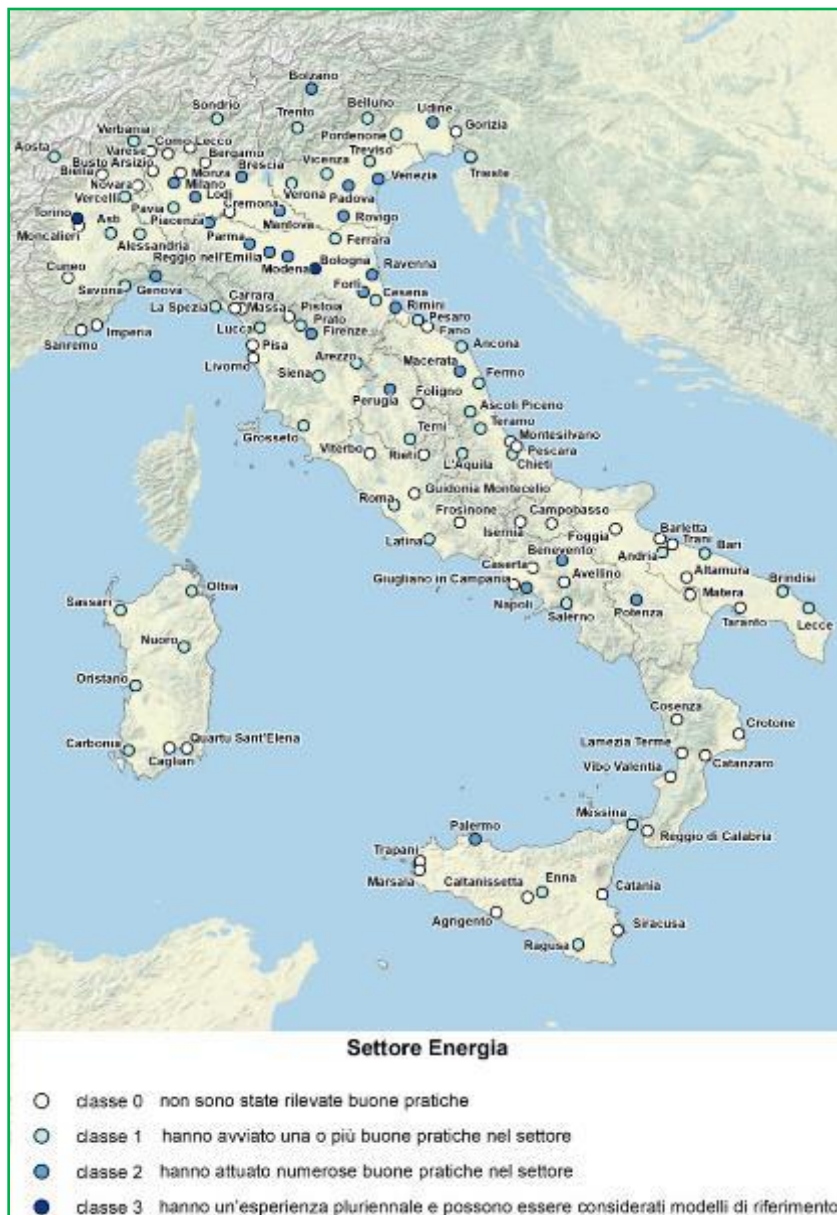 Bolzano
Sondrio
Trento
Belluno
Udine
Pordenone
Gorizia
Verbania
Aosta
Varese
Como
Lecco
Busto Arsizio
Bergamo
Treviso
Biella
Monza
Brescia
Vicenza
Trieste
Novara
Milano
Venezia
Vercelli
Lodi
Verona
Padova
Torino
Asti
Pavia
Cremona
Rovigo
Piacenza
Mantova
Moncalieri
Alessandria
Parma
Ferrara
Reggio nell'Emilia
Bologna
Cuneo
Modena
Ravenna
Savona
Genova
Forlì
Cesena
La Spezia
Carrara
Massa
Pistoia
Rimini
Prato
Pesaro
Imperia
Lucca
Firenze
Fano
Sanremo
Pisa
Ancona
Livorno
Arezzo
Macerata
Siena
Foligno
Fermo
Perugia
Ascoli Piceno
Grosseto
Terni
Teramo
Montesilvano
Viterbo
Rieti
Pescara
L'Aquila
Chieti
Guidonia Montecelio
Roma
Frosinone
Campobasso
Isernia
Foggia
Barletta
Trani
Latina
Benevento
Andria
Bari
Caserta
Altamura
Giugliano in Campania
Avellino
Brindisi
Olbia
Matera
Napoli
Potenza
Sassari
Salerno
Taranto
Lecce
Nuoro
Oristano
Cosenza
Crotone
Carbonia
Quartu Sant'Elena
Lamezia Terme
Cagliari
Catanzaro
Vibo Valentia
Messina
Palermo
Reggio di Calabria
Trapani
Marsala
Caltanissetta
Enna
Catania
Agrigento
Siracusa
Ragusa
Settore Energia
classe 0 non sono state rilevate buone pratiche
classe 1 hanno avviato una o più buone pratiche nel settore
classe 2 hanno attuato numerose buone pratiche nel settore
classe 3 hanno un'esperienza pluriennale e possono essere considerati modelli di riferimento